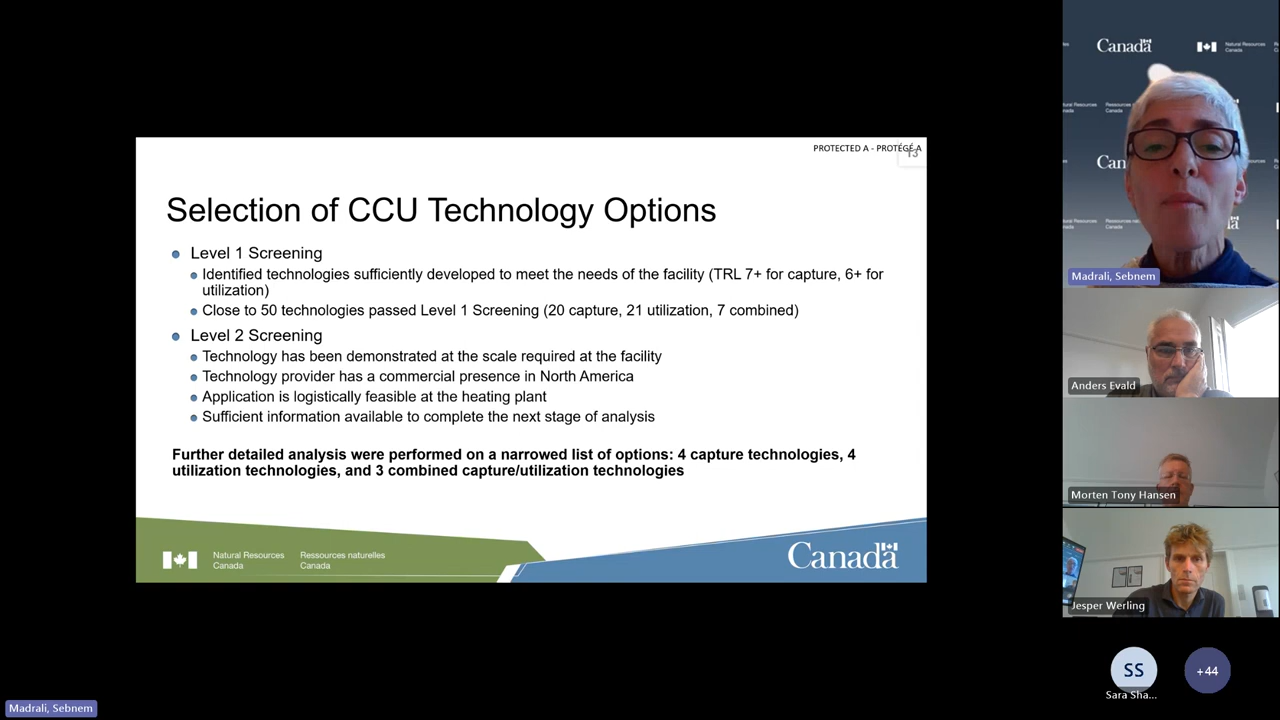 PROTECTED A - PROTÉGÉ A
13
Selection of CCU Technology Options
Level 1 Screening
Identified technologies sufficiently developed to meet the needs of the facility (TRL 7+ for capture, 6+ for
utilization)
Close to 50 technologies passed Level 1 Screening (20 capture, 21 utilization, 7 combined)
Level 2 Screening
Technology has been demonstrated at the scale required at the facility
Technology provider has a commercial presence in North America
Application is logistically feasible at the heating plant
Sufficient information available to complete the next stage of analysis
Further detailed analysis were performed on a narrowed list of options: 4 capture technologies, 4
utilization technologies, and 3 combined capture/utilization technologies
Natural Resources Ressources naturelles
Canada Canada
Canada
Canada
Natural Resources
Canada
Madrali, Sebnem
Anders Evald
Morten Tony Hansen
Jesper Werling
SS
+44
Sara Sha...
Madrali, Sebnem